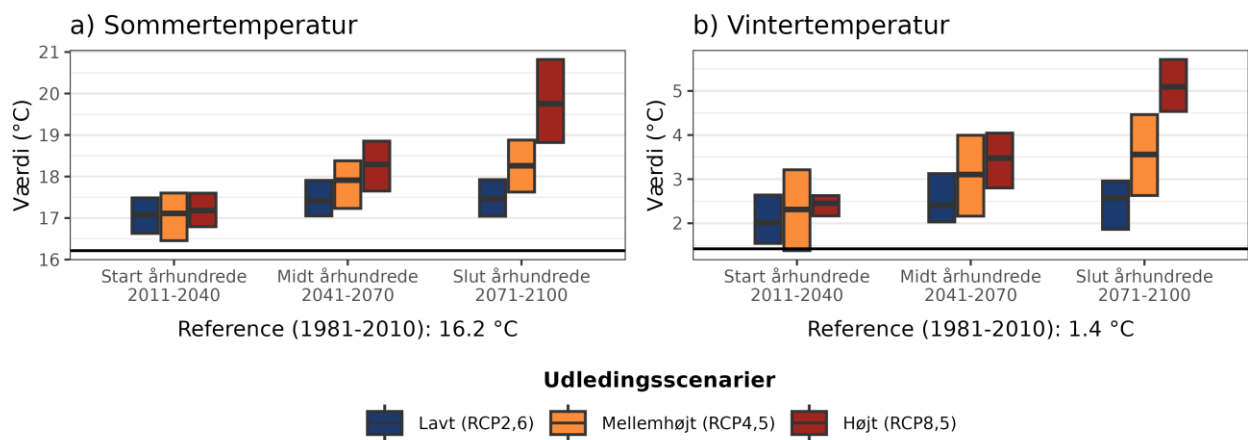 a) Sommertemperatur
Værdi (°C)
21
20
19
18
17
16
Start århundrede
2011-2040
Midt århundrede
2041-2070
Slut århundrede
2071-2100
Reference (1981-2010): 16.2 °C
b) Vintertemperatur
Værdi (°C)
5
4
3
2
Start århundrede
2011-2040
Midt århundrede
2041-2070
Slut århundrede
2071-2100
Reference (1981-2010): 1.4 °C
Udledingsscenarier
Lavt (RCP2,6) Mellemhøjt (RCP4,5) Højt (RCP8,5)